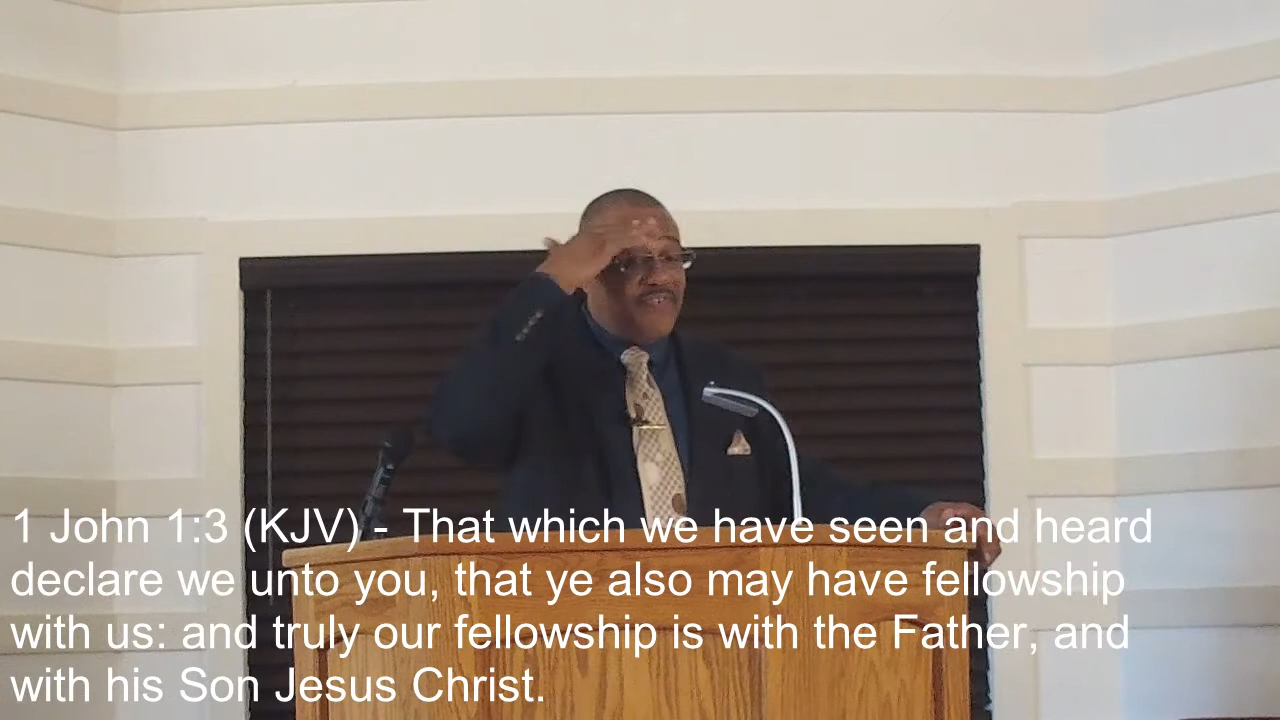 1 John 1:3 (KJV) - That which we have seen and heard
declare we unto you, that ye also may have fellowship
with us: and truly our fellowship is with the Father, and
with his Son Jesus Christ.